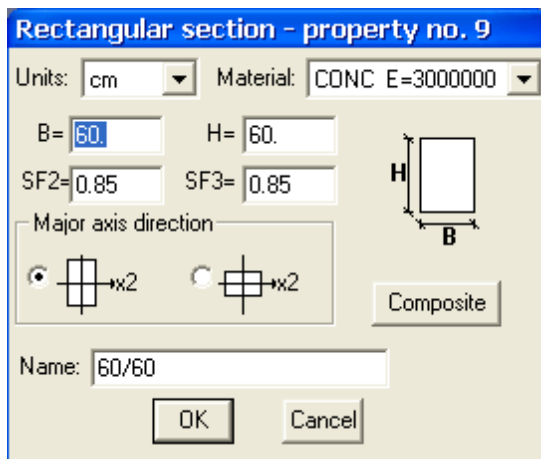 Rectangular section - property no. 9
Units: cm Material: CONC E=3000000
B= 60. H= 60.
SF2= 0.85 SF3= 0.85
H
B
Major axis direction
x2 x2
Composite
Name: 60/60
OK Cancel